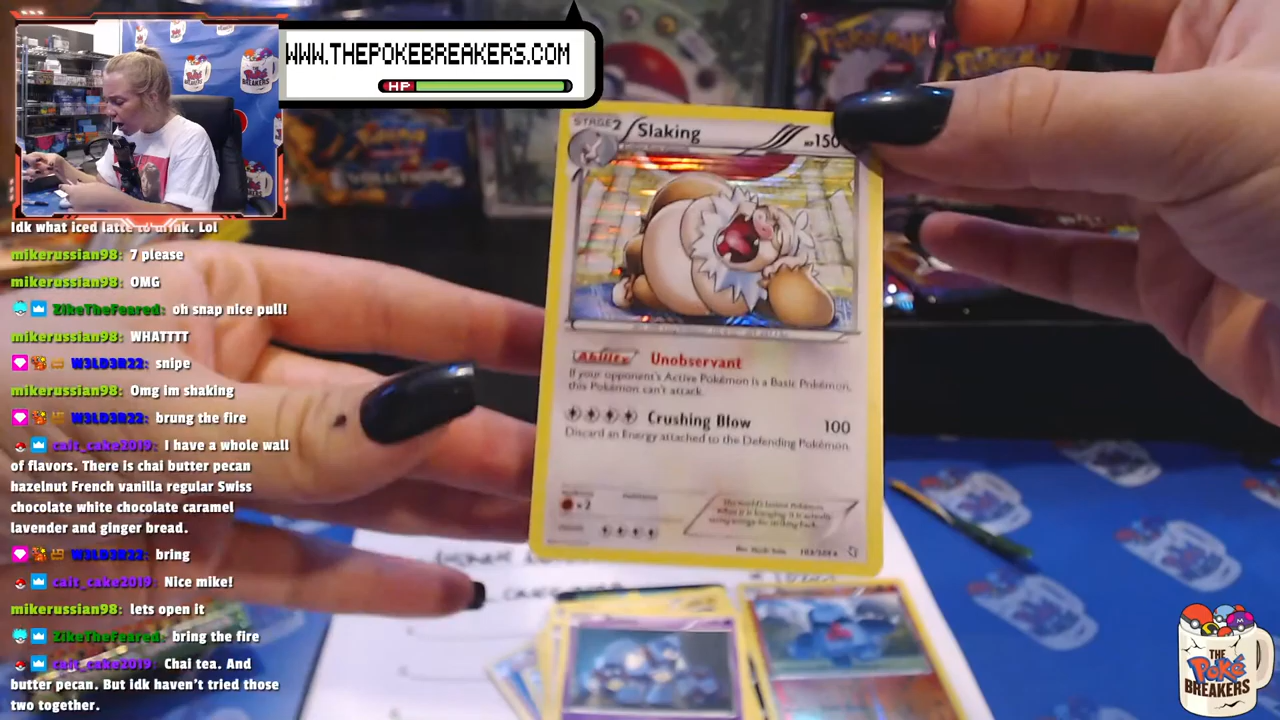 WWW.THEPOKEBREAKERS.COM
HP
Idk what iced latte to drink. Lol
mikerussian98: 7 please
mikerussian98: OMG
ZikeTheFeared: oh snap nice pull!
mikerussian98: WHATTTT
W3LD3R22: snipe
mikerussian98: Omg im shaking
W3LD3R22: brung the fire
cait_cake2019: I have a whole wall
of flavors. There is chai butter pecan
hazelnut French vanilla regular Swiss
chocolate white chocolate caramel
lavender and ginger bread.
W3LD3R22: bring
cait_cake2019: Nice mike!
mikerussian98: lets open it
ZikeTheFeared: bring the fire
cait_cake2019: Chai tea. And
butter pecan. But idk haven't tried those
two together.
STAGE2 Slaking HP150
Ability Unobservant
If your opponent's Active Pokémon is a Basic Pokémon,
this Pokémon can't attack.
Crushing Blow 100
Discard an Energy attached to the Defending Pokémon.
×2
THE
Poké
BREAKERS